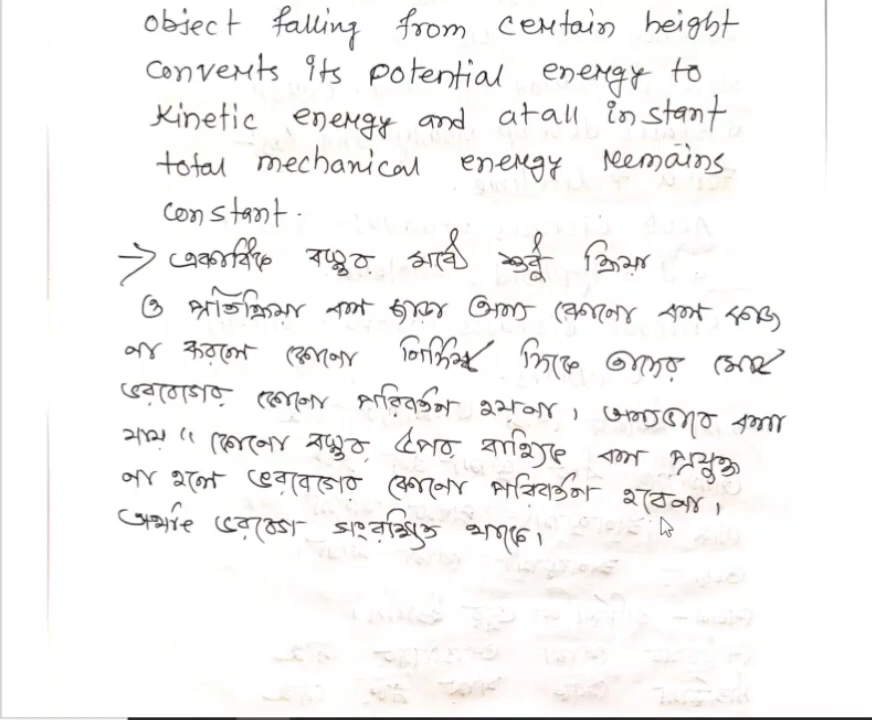 object falling from certain height
converts its potential energy to
kinetic energy and at all instant
total mechanical energy remains
constant.
→ একাধিক বস্তুর মধ্যে শুধু ক্রিয়া
ও প্রতিক্রিয়া বল ছাড়া অন্য কোনো বল কাজ
না করলে কোনো নির্দিষ্ট দিকে তাদের মোট
ভরবেগের কোনো পরিবর্তন হয়না। অন্যভাবে বলা
যায় “কোনো বস্তুর উপর বাহ্যিক বল প্রযুক্ত
না হলে ভরবেগের কোনো পরিবর্তন হবেনা।
অর্থাৎ ভরবেগ সংরক্ষিত থাকে।